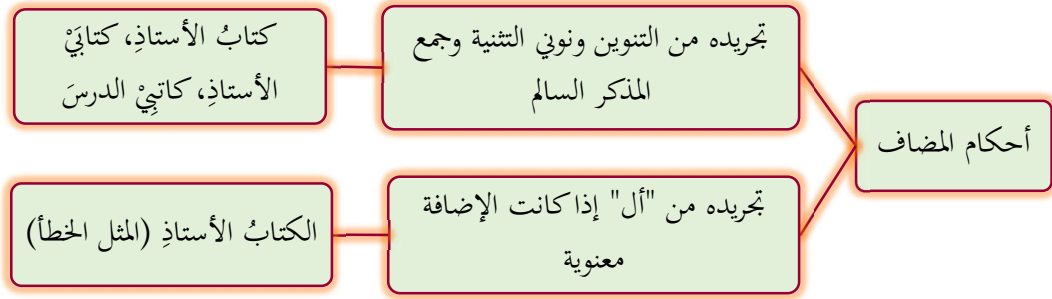 أحكام المضاف
تجريده من التنوين ونوني التثنية وجمع
المذكر السالم
كتابُ الأستاذِ، كتابَيْ
الأستاذِ، كاتبِيْ الدرسَ
تجريده من "أل" إذا كانت الإضافة
معنوية
الكتابُ الأستاذِ (المثل الخطأ)